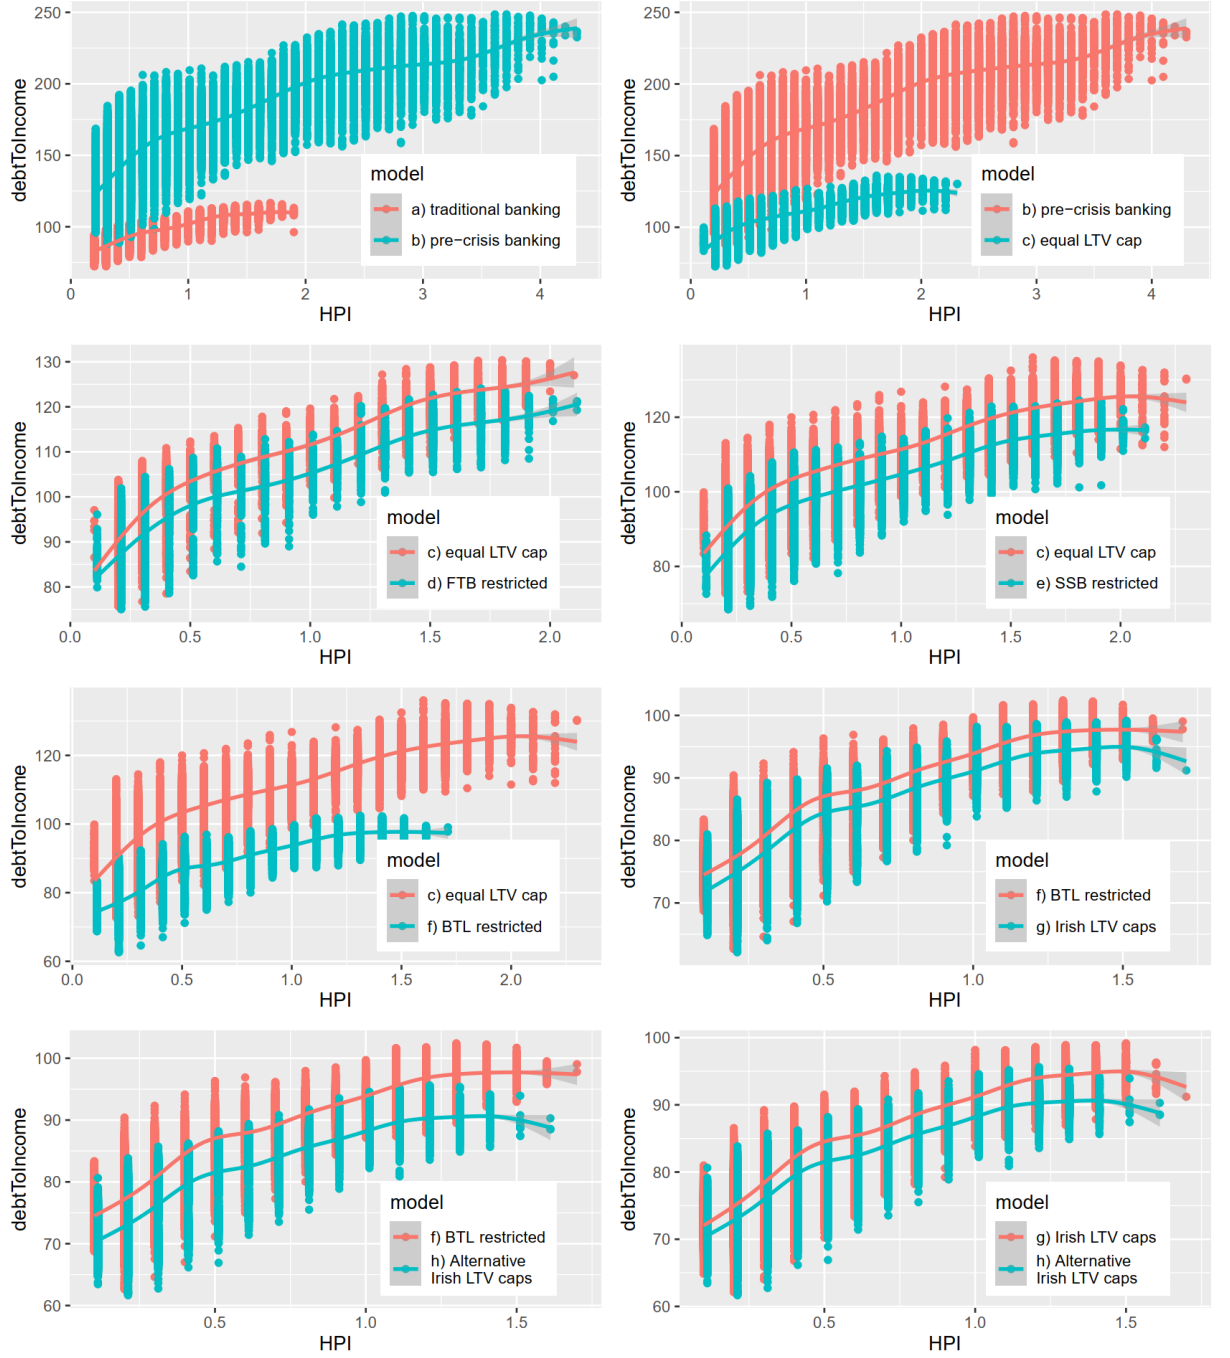 250
200
150
100
debtToIncome
model
a) traditional banking
b) pre−crisis banking
0 1 2 3 4
HPI
250
200
150
100
debtToIncome
model
b) pre−crisis banking
c) equal LTV cap
0 1 2 3 4
HPI
130
120
110
100
90
80
debtToIncome
model
c) equal LTV cap
d) FTB restricted
0.0 0.5 1.0 1.5 2.0
HPI
120
100
80
debtToIncome
model
c) equal LTV cap
e) SSB restricted
0.0 0.5 1.0 1.5 2.0
HPI
120
100
80
60
debtToIncome
model
c) equal LTV cap
f) BTL restricted
0.0 0.5 1.0 1.5 2.0
HPI
100
90
80
70
debtToIncome
model
f) BTL restricted
g) Irish LTV caps
0.5 1.0 1.5
HPI
100
90
80
70
60
debtToIncome
model
f) BTL restricted
h) Alternative
Irish LTV caps
0.5 1.0 1.5
HPI
100
90
80
70
60
debtToIncome
model
g) Irish LTV caps
h) Alternative
Irish LTV caps
0.5 1.0 1.5
HPI